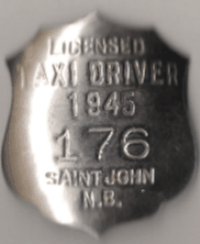 LICENSED
TAXI DRIVER
1945
176
SAINT JOHN
N.B.